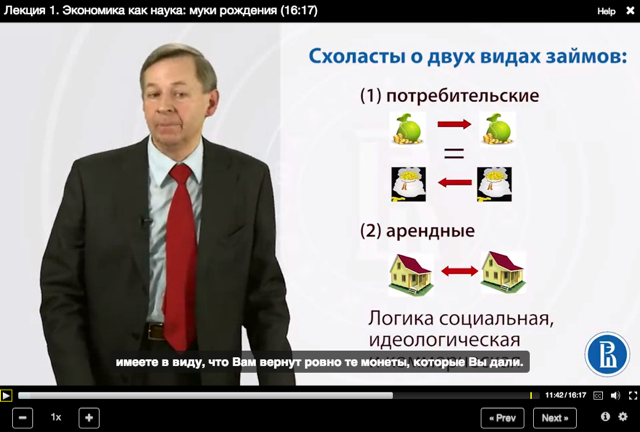 Лекция 1. Экономика как наука: муки рождения (16:17)
Help ×
Схоласты о двух видах займов:
(1) потребительские
=
(2) арендные
Логика социальная,
идеологическая
имеете в виду, что Вам вернут ровно те монеты, которые Вы дали.
11:42/16:17
1x
« Prev
Next »